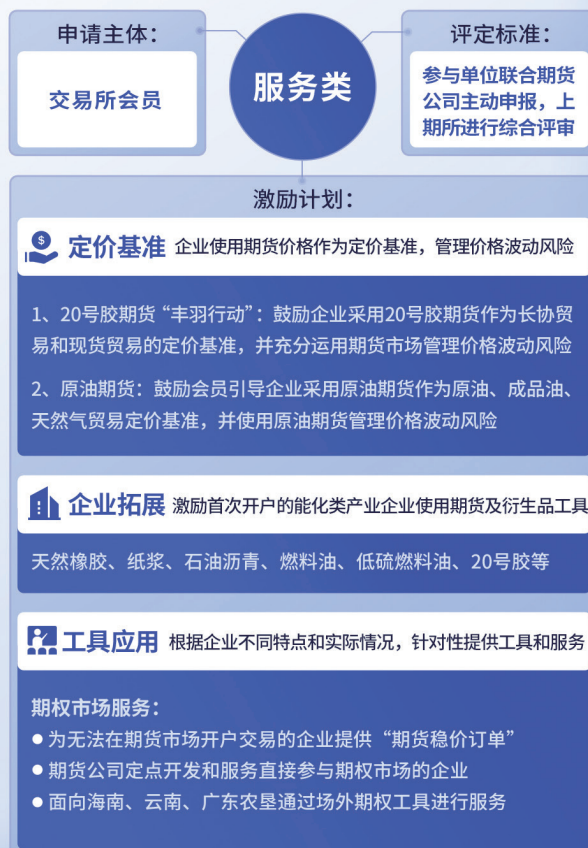 申请主体：
交易所会员
服务类
评定标准：
参与单位联合期货
公司主动申报，上
期所进行综合评审
激励计划：
$
定价基准 企业使用期货价格作为定价基准，管理价格波动风险
1、20号胶期货“丰羽行动”：鼓励企业采用20号胶期货作为长协贸
易和现货贸易的定价基准，并充分运用期货市场管理价格波动风险
2、原油期货：鼓励会员引导企业采用原油期货作为原油、成品油、
天然气贸易定价基准，并使用原油期货管理价格波动风险
企业拓展 激励首次开户的能化类产业企业使用期货及衍生品工具
天然橡胶、纸浆、石油沥青、燃料油、低硫燃料油、20号胶等
工具应用 根据企业不同特点和实际情况，针对性提供工具和服务
期权市场服务：
●为无法在期货市场开户交易的企业提供“期货稳价订单”
●期货公司定点开发和服务直接参与期权市场的企业
●面向海南、云南、广东农垦通过场外期权工具进行服务